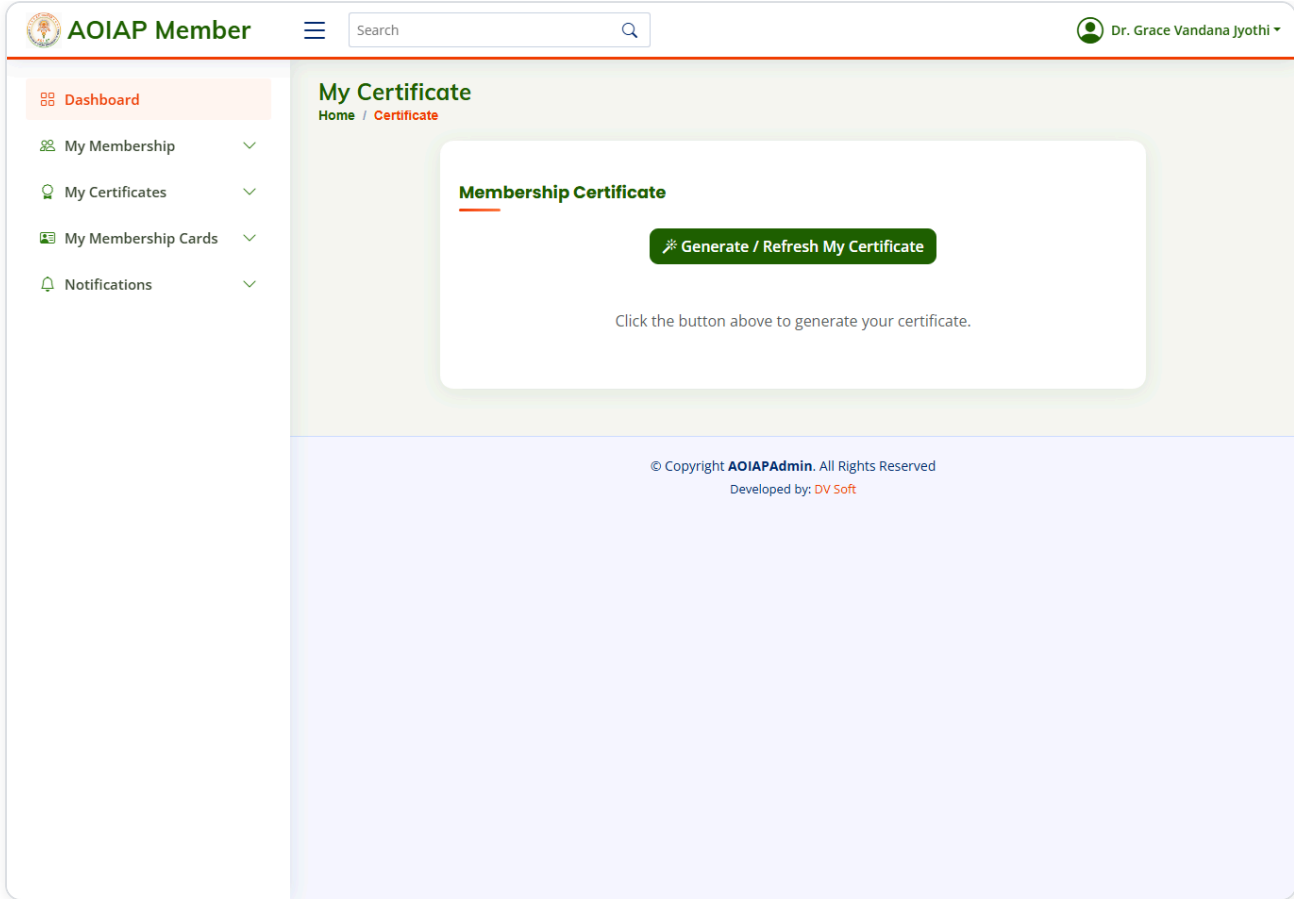 AOIAP Member
Search
Dr. Grace Vandana Jyothi
Dashboard
My Membership
My Certificates
My Membership Cards
Notifications
My Certificate
Home / Certificate
Membership Certificate
Generate / Refresh My Certificate
Click the button above to generate your certificate.
© Copyright AOIAPAdmin. All Rights Reserved
Developed by: DV Soft